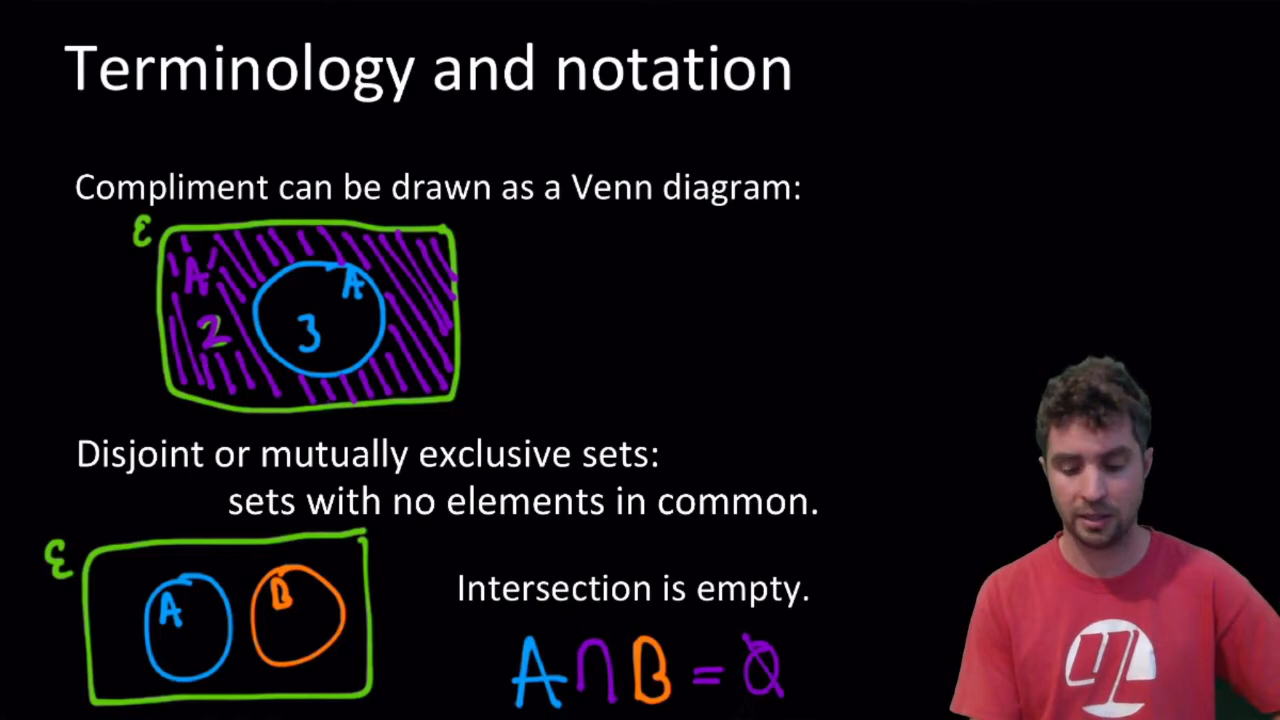 Terminology and notation
Compliment can be drawn as a Venn diagram:
ε
A'
A
2
3
Disjoint or mutually exclusive sets:
sets with no elements in common.
ε
A
B
Intersection is empty.
A∩B = ∅